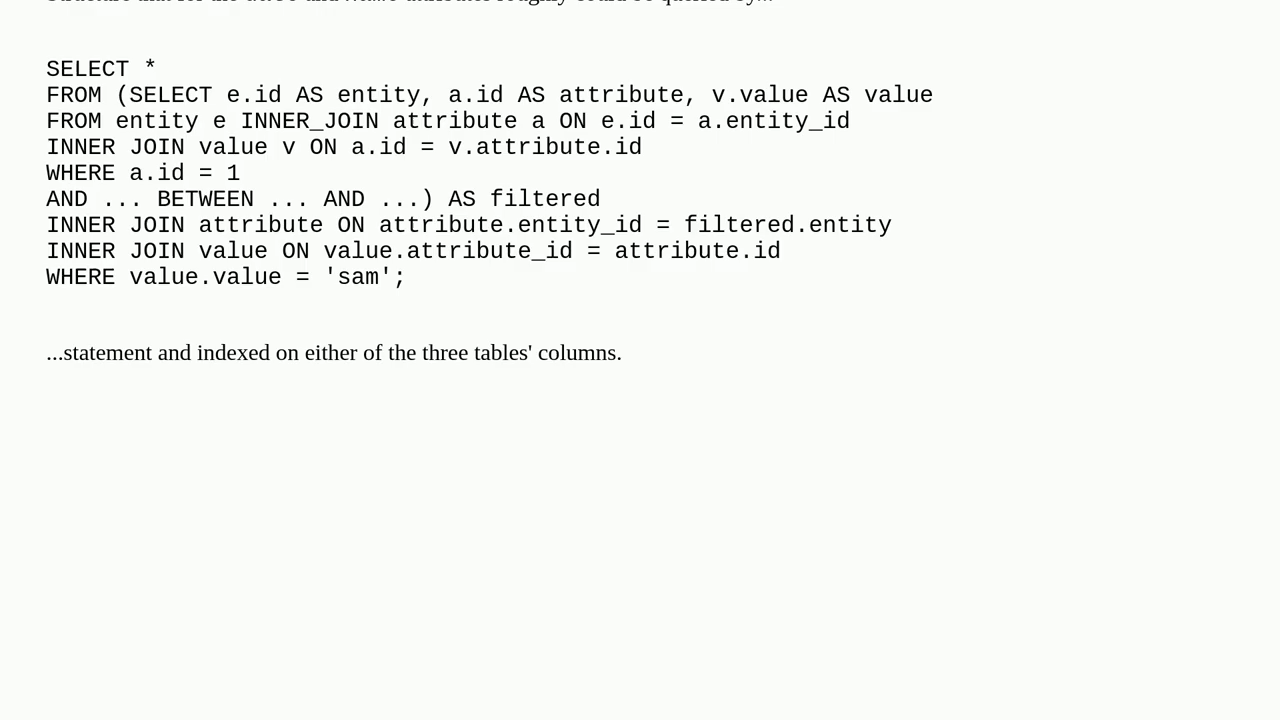 SELECT *
FROM (SELECT e.id AS entity, a.id AS attribute, v.value AS value
FROM entity e INNER_JOIN attribute a ON e.id = a.entity_id
INNER JOIN value v ON a.id = v.attribute.id
WHERE a.id = 1
AND ... BETWEEN ... AND ...) AS filtered
INNER JOIN attribute ON attribute.entity_id = filtered.entity
INNER JOIN value ON value.attribute_id = attribute.id
WHERE value.value = 'sam';
...statement and indexed on either of the three tables' columns.